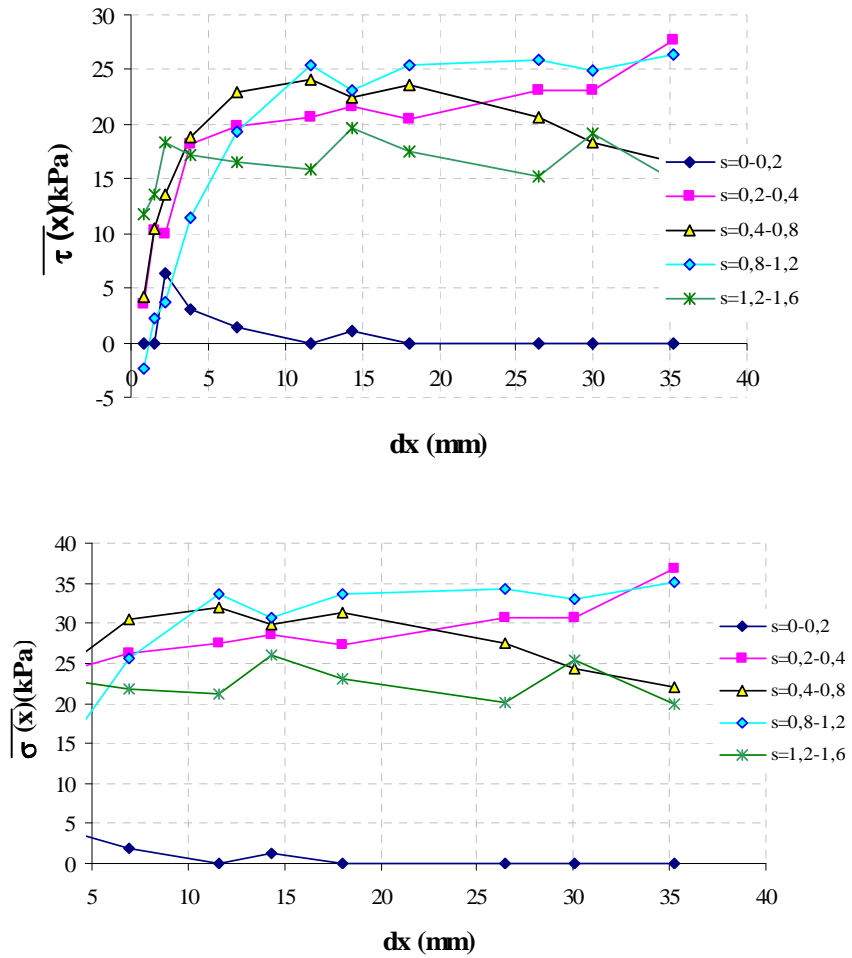 30
25
20
15
10
5
0
-5
0 5 10 15 20 25 30 35 40
τ (x)(kPa)
dx (mm)
s=0-0,2
s=0,2-0,4
s=0,4-0,8
s=0,8-1,2
s=1,2-1,6
40
35
30
25
20
15
10
5
0
5 10 15 20 25 30 35 40
σ (x)(kPa)
dx (mm)
s=0-0,2
s=0,2-0,4
s=0,4-0,8
s=0,8-1,2
s=1,2-1,6